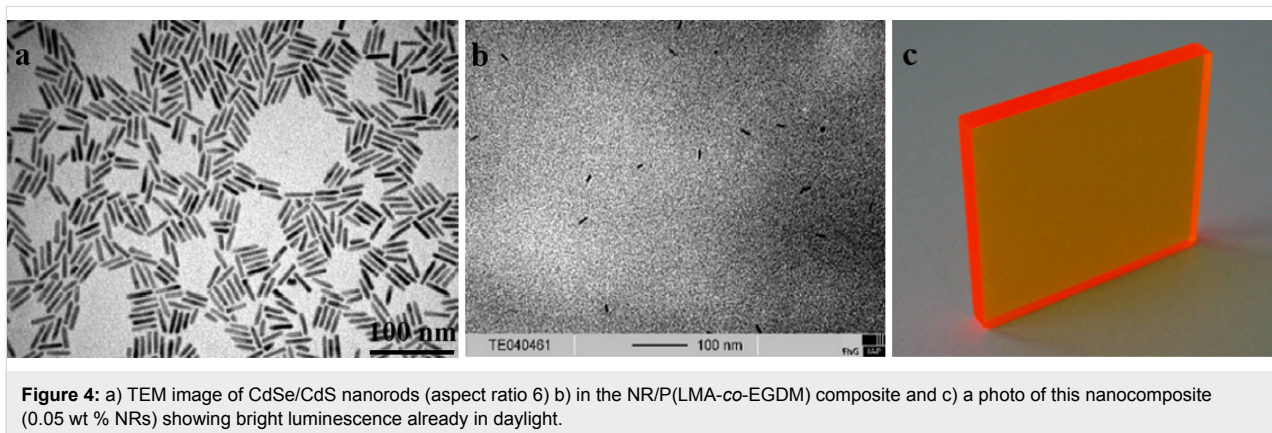 a
b
c
100 nm
TE040461
100 nm
FhG IAP
Figure 4: a) TEM image of CdSe/CdS nanorods (aspect ratio 6) b) in the NR/P(LMA-co-EGDM) composite and c) a photo of this nanocomposite
(0.05 wt % NRs) showing bright luminescence already in daylight.